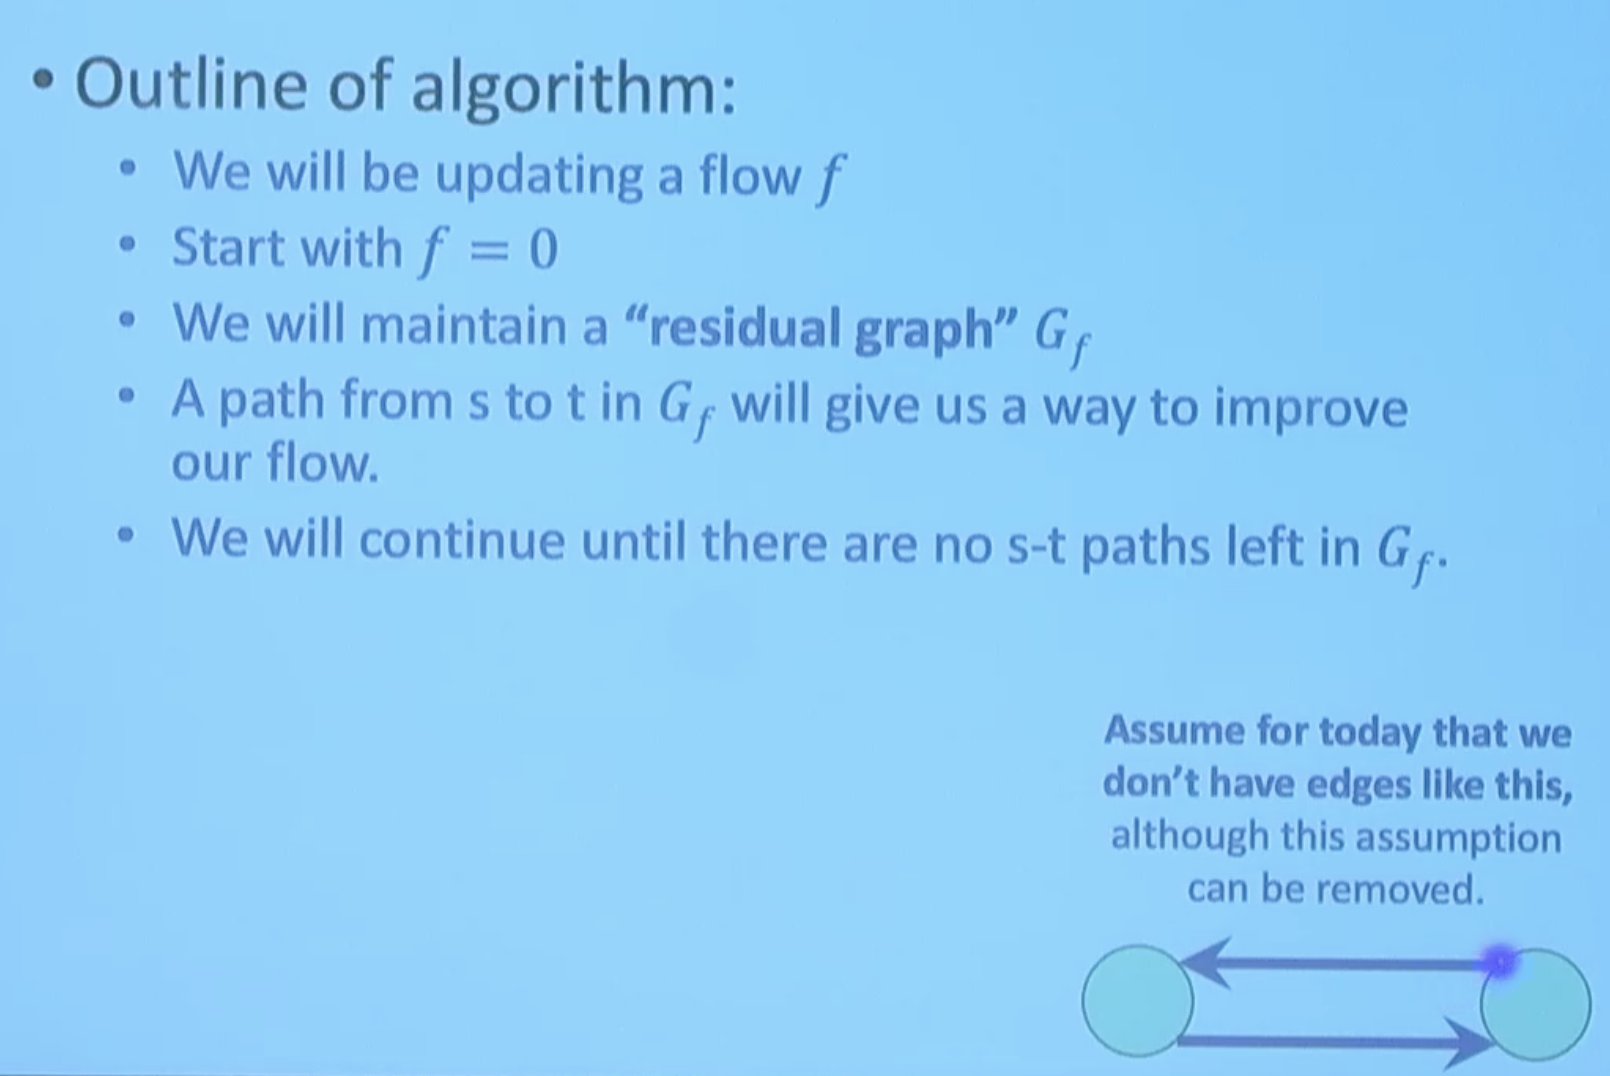 • Outline of algorithm:
• We will be updating a flow f
• Start with f = 0
• We will maintain a “residual graph” G_f
• A path from s to t in G_f will give us a way to improve
our flow.
• We will continue until there are no s-t paths left in G_f.
Assume for today that we
don’t have edges like this,
although this assumption
can be removed.